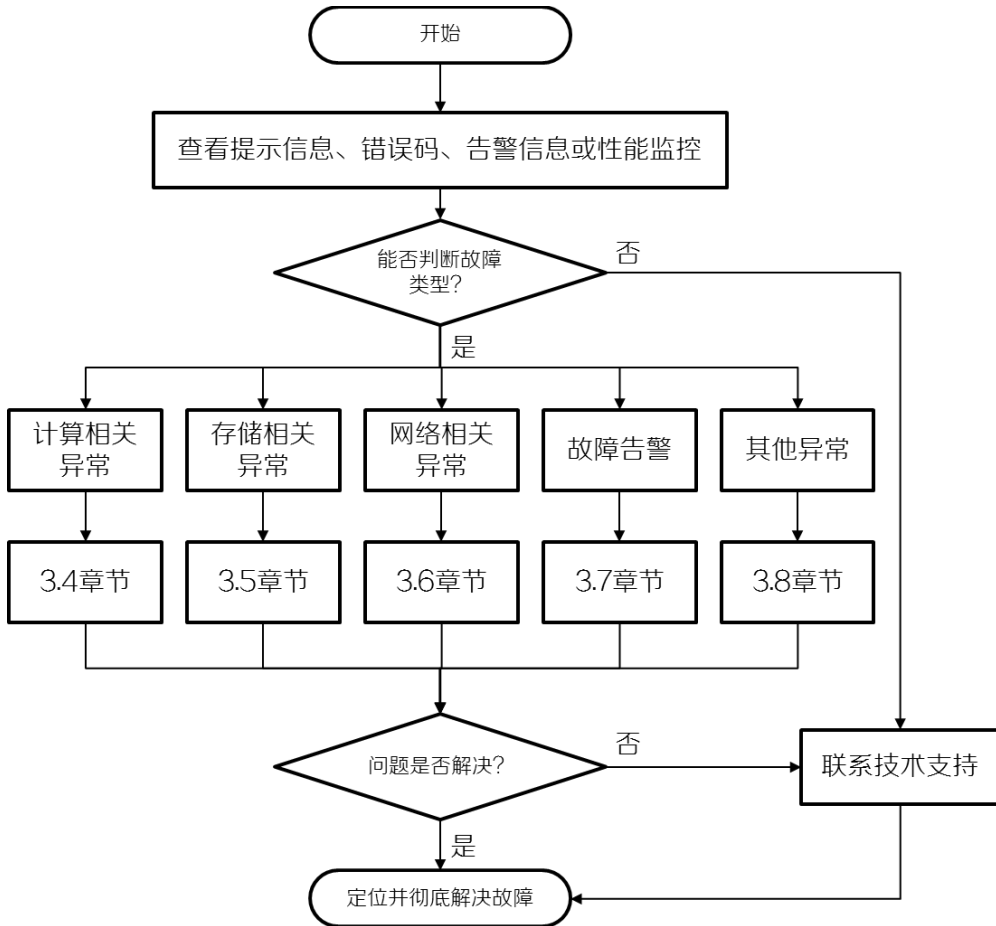 开始
查看提示信息、错误码、告警信息或性能监控
能否判断故障
类型?
否
是
计算相关
异常
存储相关
异常
网络相关
异常
故障告警
其他异常
3.4章节
3.5章节
3.6章节
3.7章节
3.8章节
问题是否解决?
否
联系技术支持
是
定位并彻底解决故障